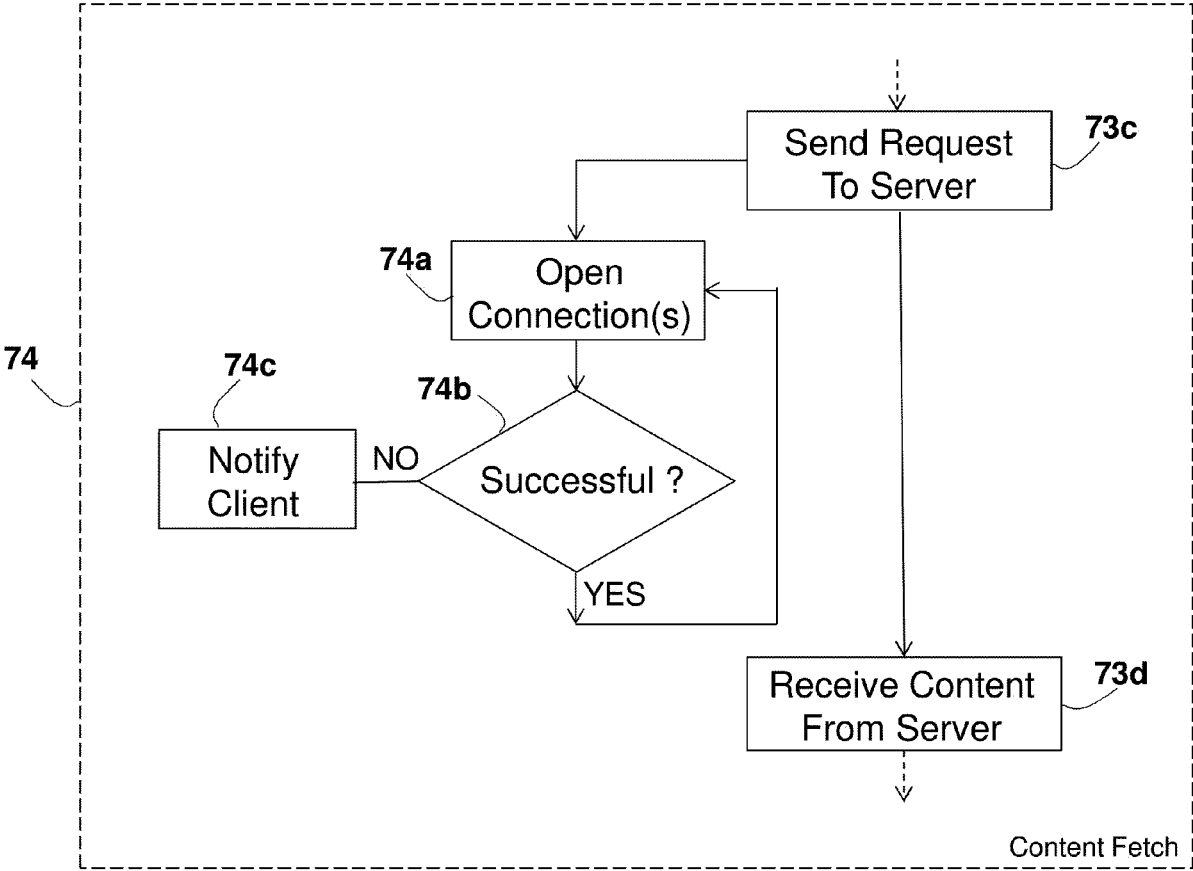 73c
Send Request
To Server
74a
Open
Connection(s)
74
74c
74b
Notify
Client
NO
Successful ?
YES
73d
Receive Content
From Server
Content Fetch